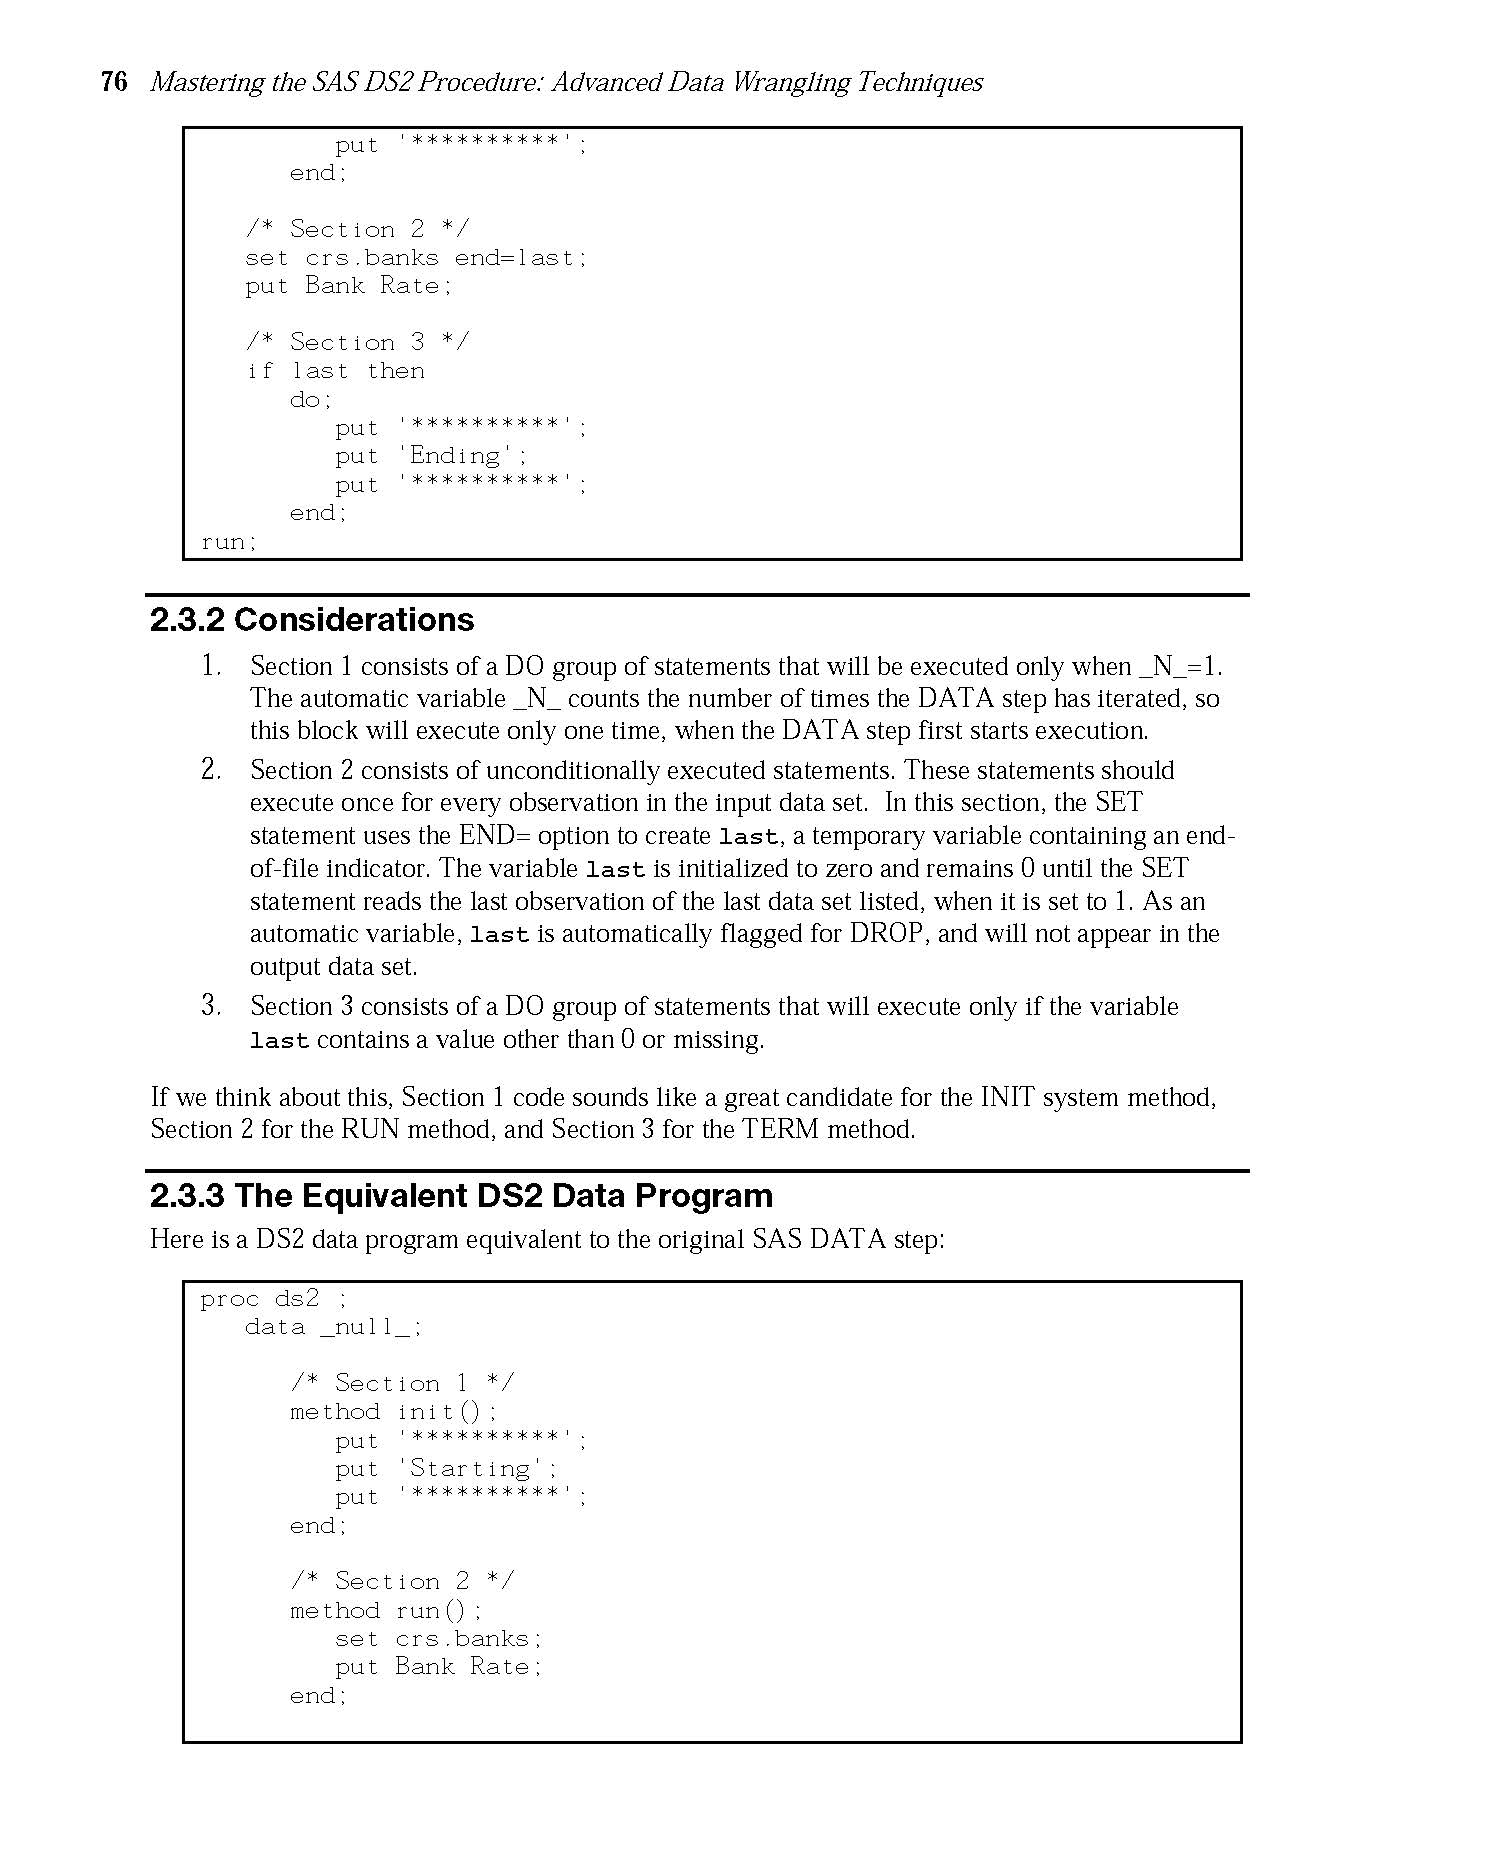 76 Mastering the SAS DS2 Procedure: Advanced Data Wrangling Techniques
put '**********';
end;
/* Section 2 */
set crs.banks end=last;
put Bank Rate;
/* Section 3 */
if last then
do;
put '**********';
put 'Ending';
put '**********';
end;
run;
2.3.2 Considerations
1. Section 1 consists of a DO group of statements that will be executed only when _N_=1.
The automatic variable _N_ counts the number of times the DATA step has iterated, so
this block will execute only one time, when the DATA step first starts execution.
2. Section 2 consists of unconditionally executed statements. These statements should
execute once for every observation in the input data set. In this section, the SET
statement uses the END= option to create last, a temporary variable containing an end-
of-file indicator. The variable last is initialized to zero and remains 0 until the SET
statement reads the last observation of the last data set listed, when it is set to 1. As an
automatic variable, last is automatically flagged for DROP, and will not appear in the
output data set.
3. Section 3 consists of a DO group of statements that will execute only if the variable
last contains a value other than 0 or missing.
If we think about this, Section 1 code sounds like a great candidate for the INIT system method,
Section 2 for the RUN method, and Section 3 for the TERM method.
2.3.3 The Equivalent DS2 Data Program
Here is a DS2 data program equivalent to the original SAS DATA step:
proc ds2 ;
data _null_;
/* Section 1 */
method init();
put '**********';
put 'Starting';
put '**********';
end;
/* Section 2 */
method run();
set crs.banks;
put Bank Rate;
end;